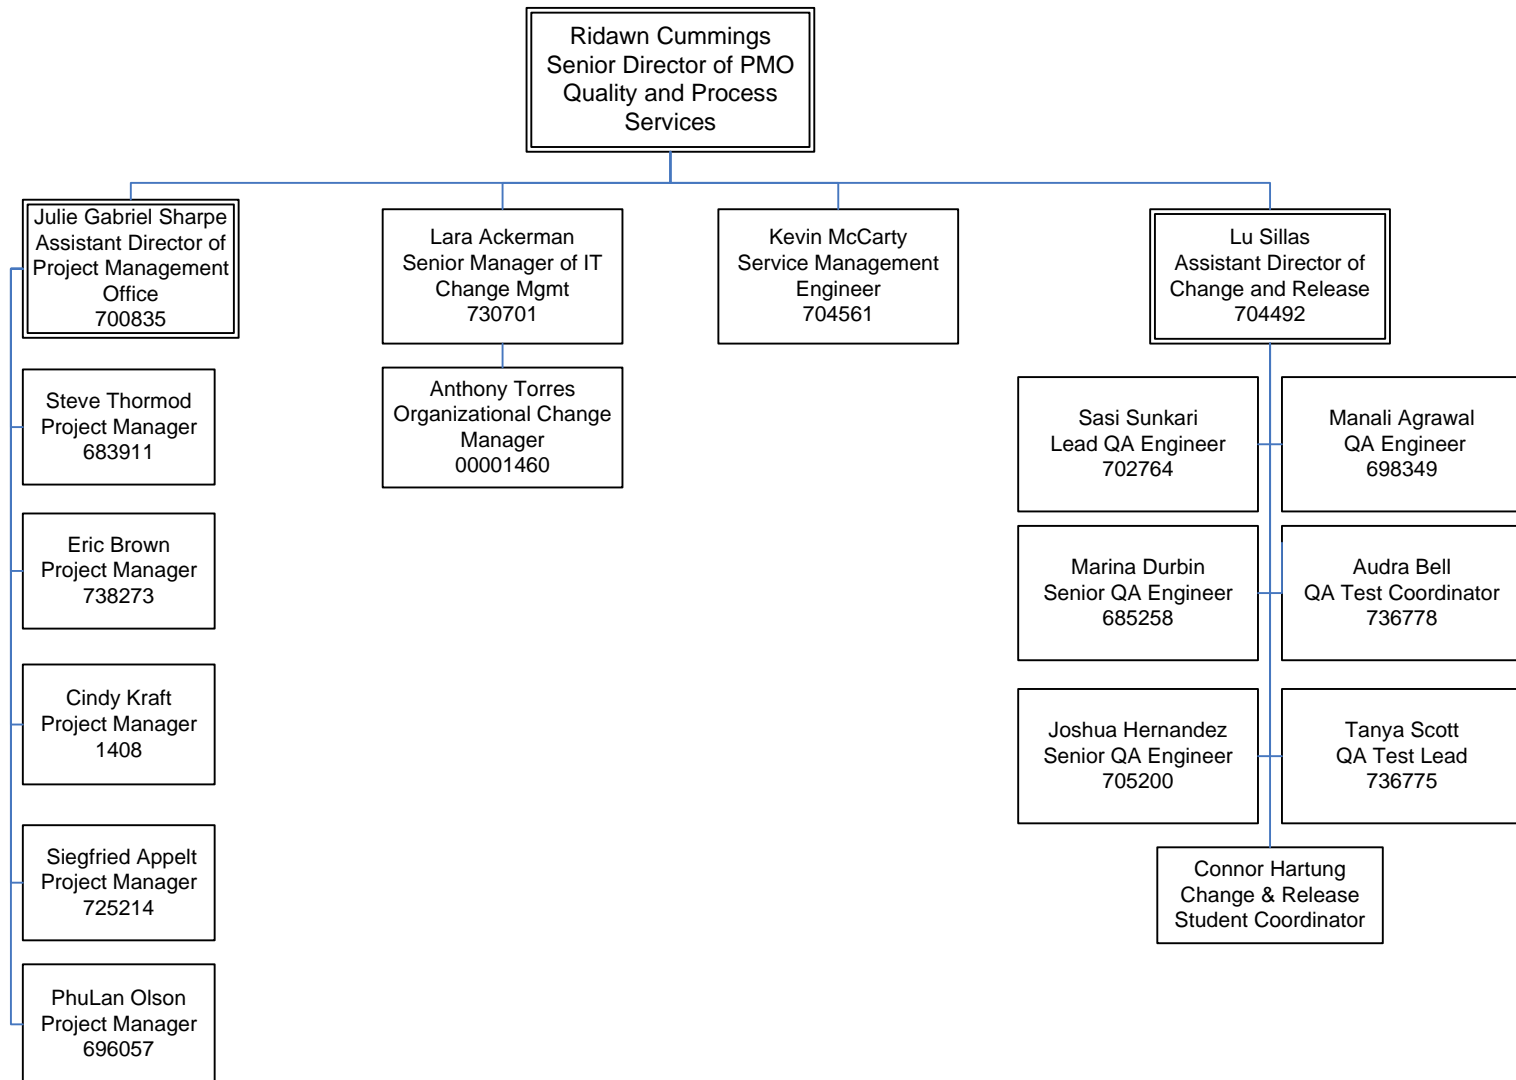 Ridawn Cummings
Senior Director of PMO
Quality and Process
Services
Julie Gabriel Sharpe
Assistant Director of
Project Management
Office
700835
Lara Ackerman
Senior Manager of IT
Change Mgmt
730701
Kevin McCarty
Service Management
Engineer
704561
Lu Sillas
Assistant Director of
Change and Release
704492
Steve Thormod
Project Manager
683911
Eric Brown
Project Manager
738273
Cindy Kraft
Project Manager
1408
Siegfried Appelt
Project Manager
725214
PhuLan Olson
Project Manager
696057
Anthony Torres
Organizational Change
Manager
00001460
Sasi Sunkari
Lead QA Engineer
702764
Manali Agrawal
QA Engineer
698349
Marina Durbin
Senior QA Engineer
685258
Audra Bell
QA Test Coordinator
736778
Joshua Hernandez
Senior QA Engineer
705200
Tanya Scott
QA Test Lead
736775
Connor Hartung
Change & Release
Student Coordinator